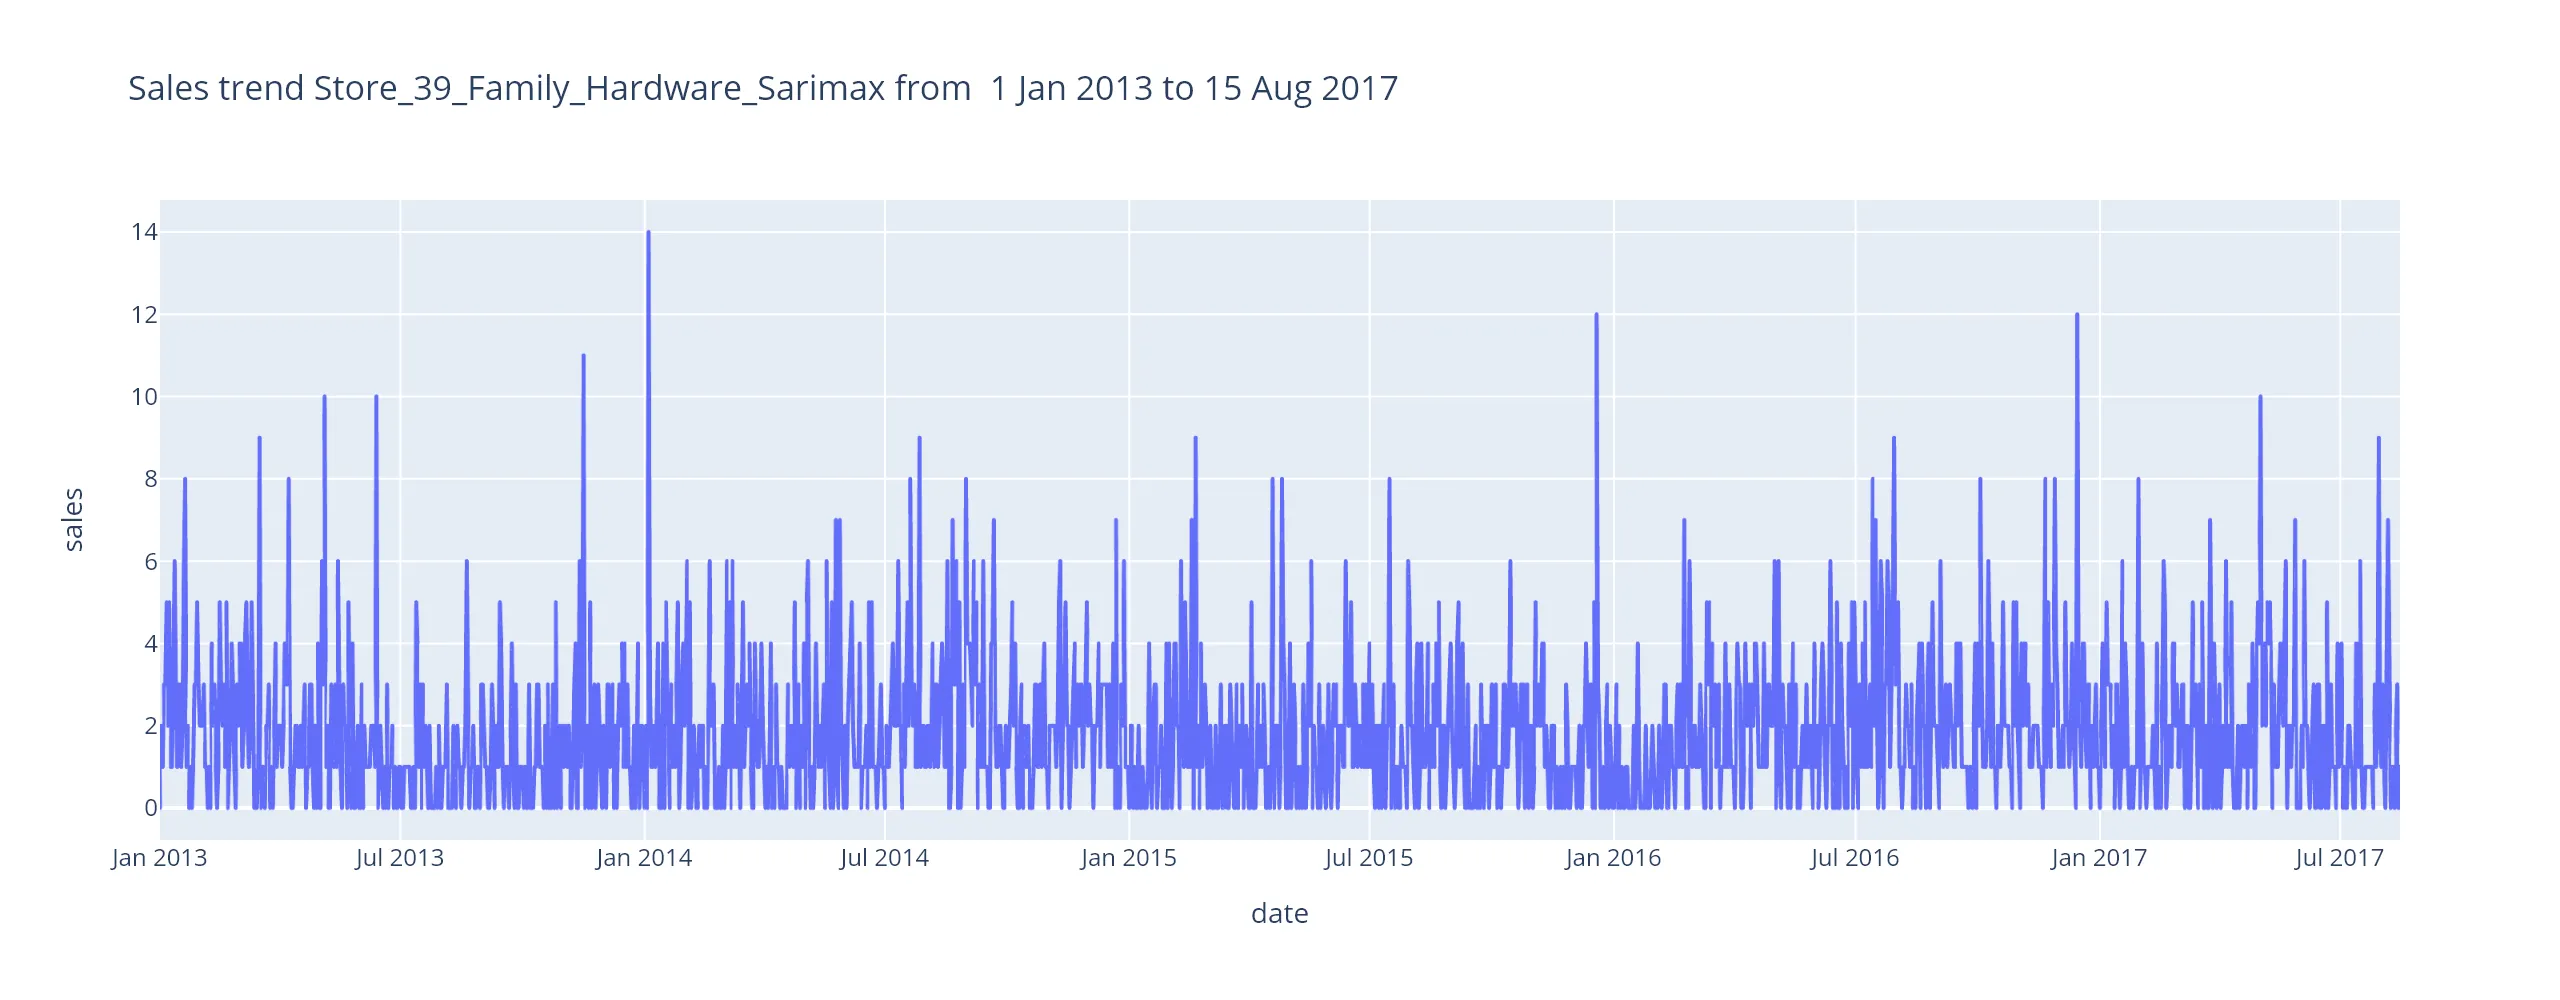 Sales trend Store_39_Family_Hardware_Sarimax from  1 Jan 2013 to 15 Aug 2017
14
12
10
8
6
4
2
0
sales
Jan 2013 Jul 2013 Jan 2014 Jul 2014 Jan 2015 Jul 2015 Jan 2016 Jul 2016 Jan 2017 Jul 2017
date